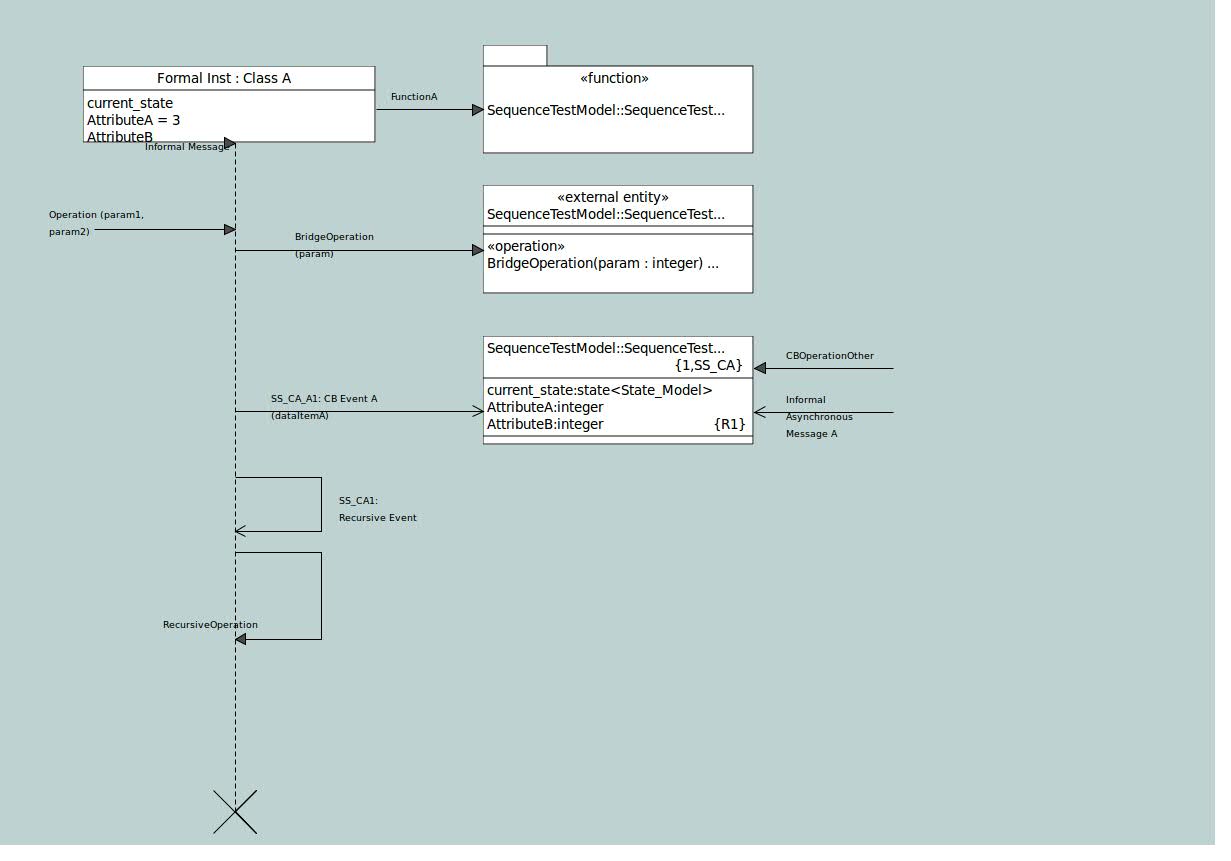 Formal Inst : Class A
current_state
AttributeA = 3
AttributeB
Informal Message
FunctionA
«function»
SequenceTestModel::SequenceTest...
Operation (param1,
param2)
BridgeOperation
(param)
«external entity»
SequenceTestModel::SequenceTest...
«operation»
BridgeOperation(param : integer) ...
SequenceTestModel::SequenceTest...
{1,SS_CA}
current_state:state<State_Model>
AttributeA:integer
AttributeB:integer {R1}
CBOperationOther
Informal
Asynchronous
Message A
SS_CA_A1: CB Event A
(dataItemA)
SS_CA1:
Recursive Event
RecursiveOperation